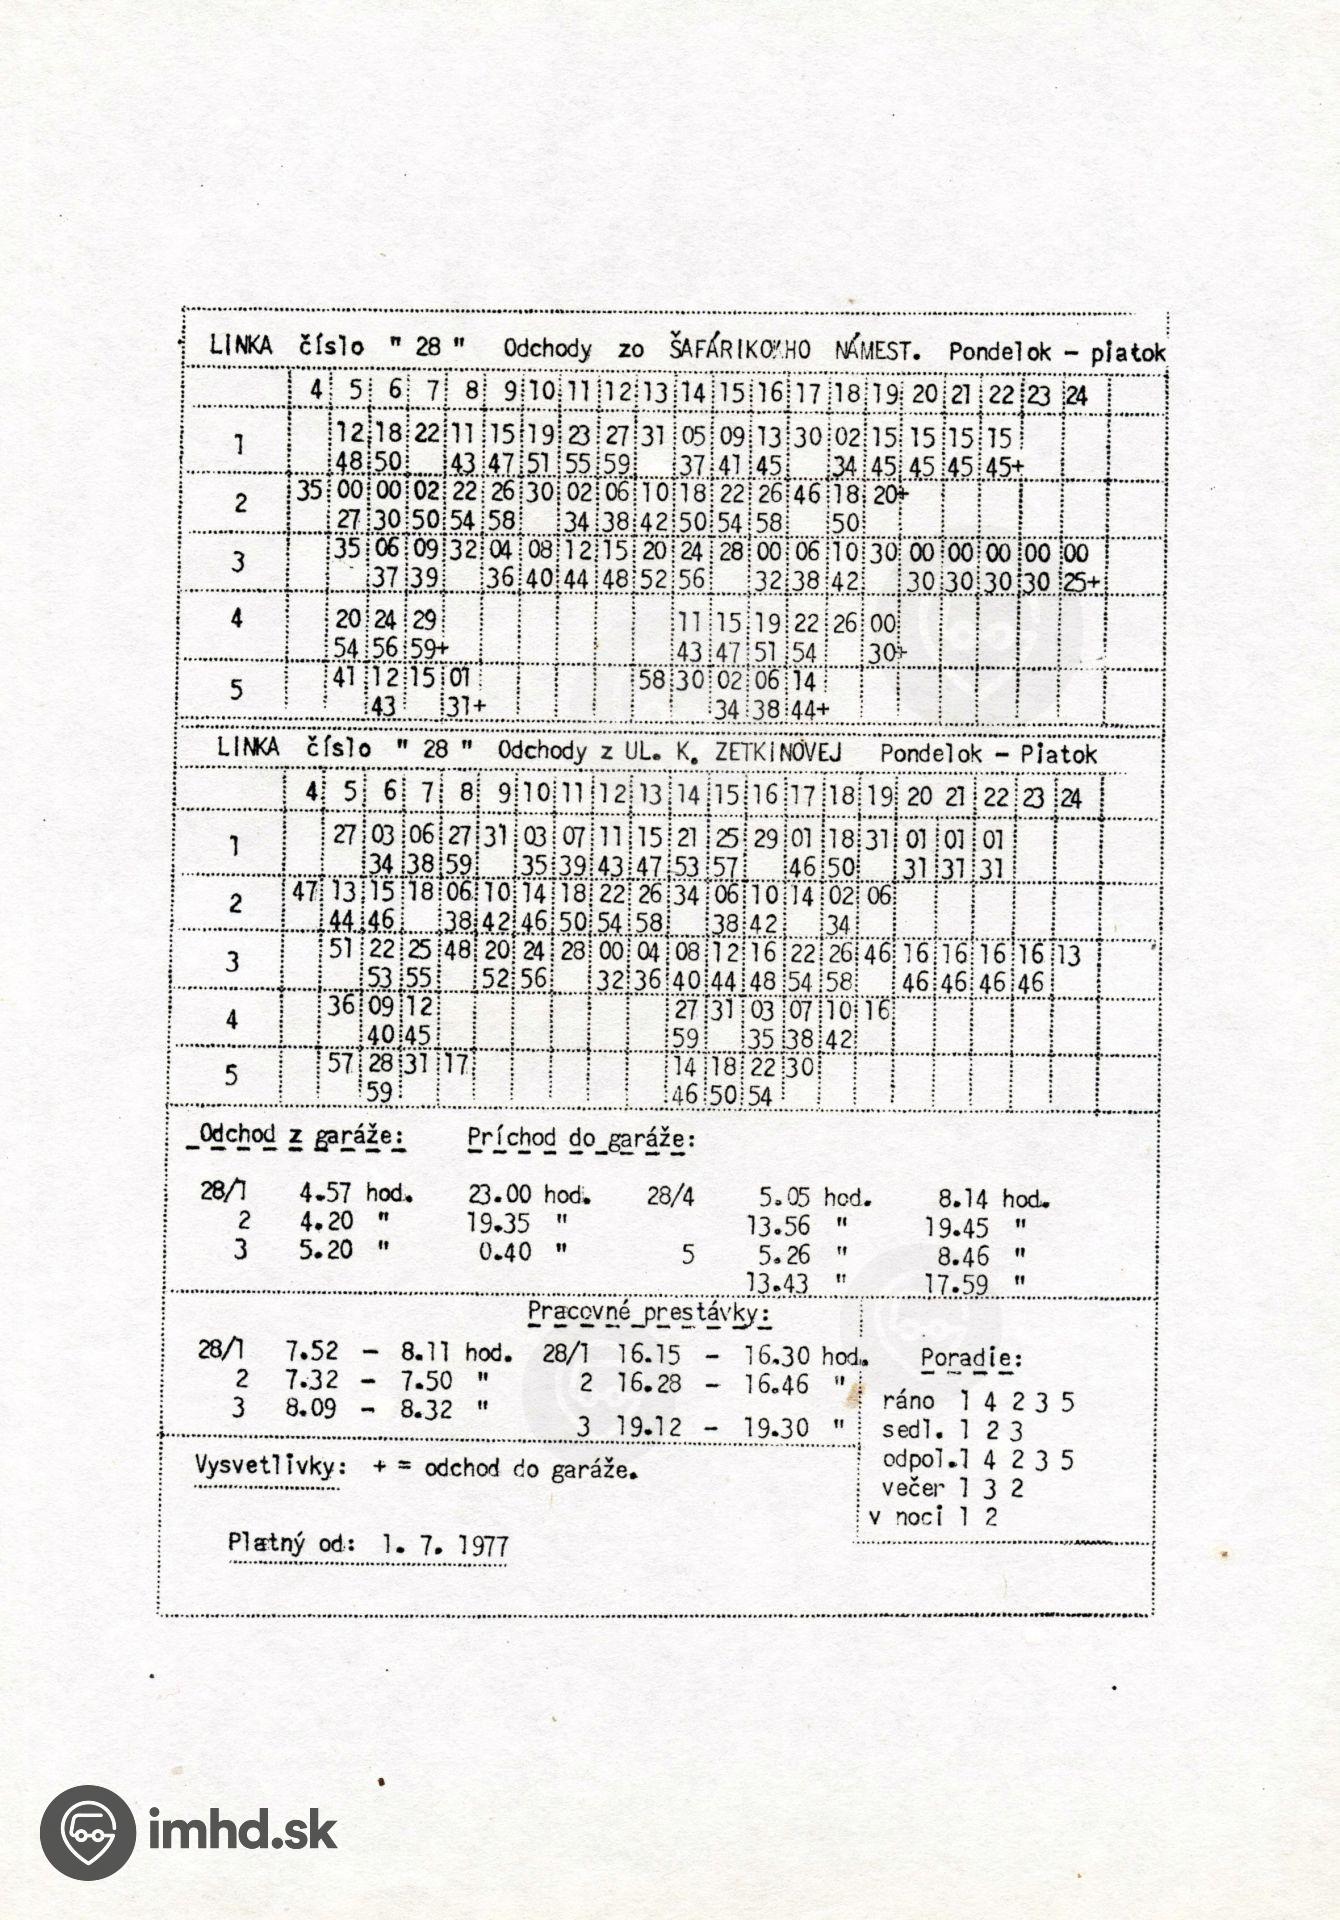 LINKA číslo " 28 " Odchody zo ŠAFÁRIKOVHO NÁMEST. Pondelok - piatok
4 5 6 7 8 9 10 11 12 13 14 15 16 17 18 19 20 21 22 23 24
12 18 22 11 15 19 23 27 31 05 09 13 30 02 15 15 15 15
1
48 50 43 47 51 55 59 37 41 45 34 45 45 45 45+
35 00 00 02 22 26 30 02 06 10 18 22 26 46 18 20+
2
27 30 50 54 58 34 38 42 50 54 58 50
35 06 09 32 04 08 12 15 20 24 28 00 06 10 30 00 00 00 00 00
3
37 39 36 40 44 48 52 56 32 38 42 30 30 30 30 25+
4 20 24 29 11 15 19 22 26 00
54 56 59+ 43 47 51 54 30+
41 12 15 01 58 30 02 06 14
5
43 31+ 34 38 44+
LINKA číslo " 28 " Odchody z UL. K. ZETKINOVEJ Pondelok - Piatok
4 5 6 7 8 9 10 11 12 13 14 15 16 17 18 19 20 21 22 23 24
27 03 06 27 31 03 07 11 15 21 25 29 01 18 31 01 01 01
1
34 38 59 35 39 43 47 53 57 46 50 31 31 31
47 13 15 18 06 10 14 18 22 26 34 06 10 14 02 06
2
44 46 38 42 46 50 54 58 38 42 34
51 22 25 48 20 24 28 00 04 08 12 16 22 26 46 16 16 16 16 13
3
53 55 52 56 32 36 40 44 48 54 58 46 46 46 46
36 09 12 27 31 03 07 10 16
4
40 45 59 35 38 42
57 28 31 17 14 18 22 30
5
59 46 50 54
Odchod z garáže: Príchod do garáže:
28/1 4.57 hod. 23.00 hod. 28/4 5.05 hod. 8.14 hod.
2 4.20 " 19.35 " 13.56 " 19.45 "
3 5.20 " 0.40 " 5 5.26 " 8.46 "
13.43 " 17.59 "
Pracovné prestávky:
28/1 7.52 - 8.11 hod. 28/1 16.15 - 16.30 hod.
2 7.32 - 7.50 " 2 16.28 - 16.46 "
3 8.09 - 8.32 " 3 19.12 - 19.30 "
Poradie:
ráno 1 4 2 3 5
sedl. 1 2 3
odpol.1 4 2 3 5
večer 1 3 2
v noci 1 2
Vysvetlivky: + = odchod do garáže.
Platný od: 1. 7. 1977
imhd.sk